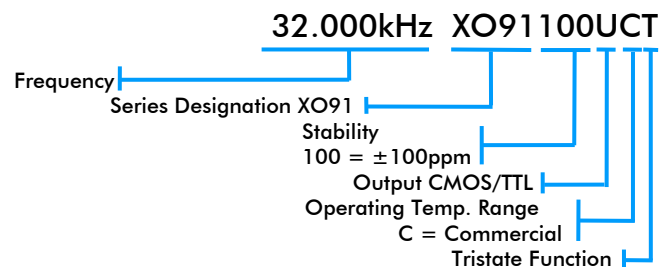 32.000kHz XO91100UCT
Frequency
Series Designation XO91
Stability
100 = ±100ppm
Output CMOS/TTL
Operating Temp. Range
C = Commercial
Tristate Function